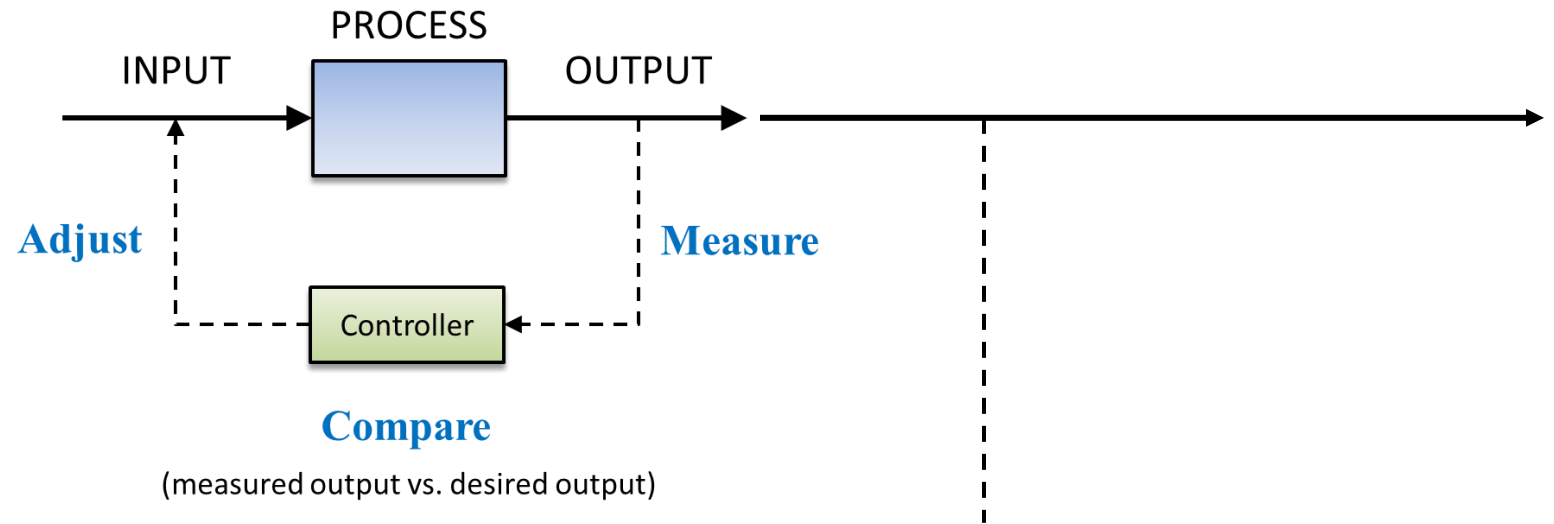 PROCESS
INPUT
OUTPUT
Adjust
Measure
Controller
Compare
(measured output vs. desired output)